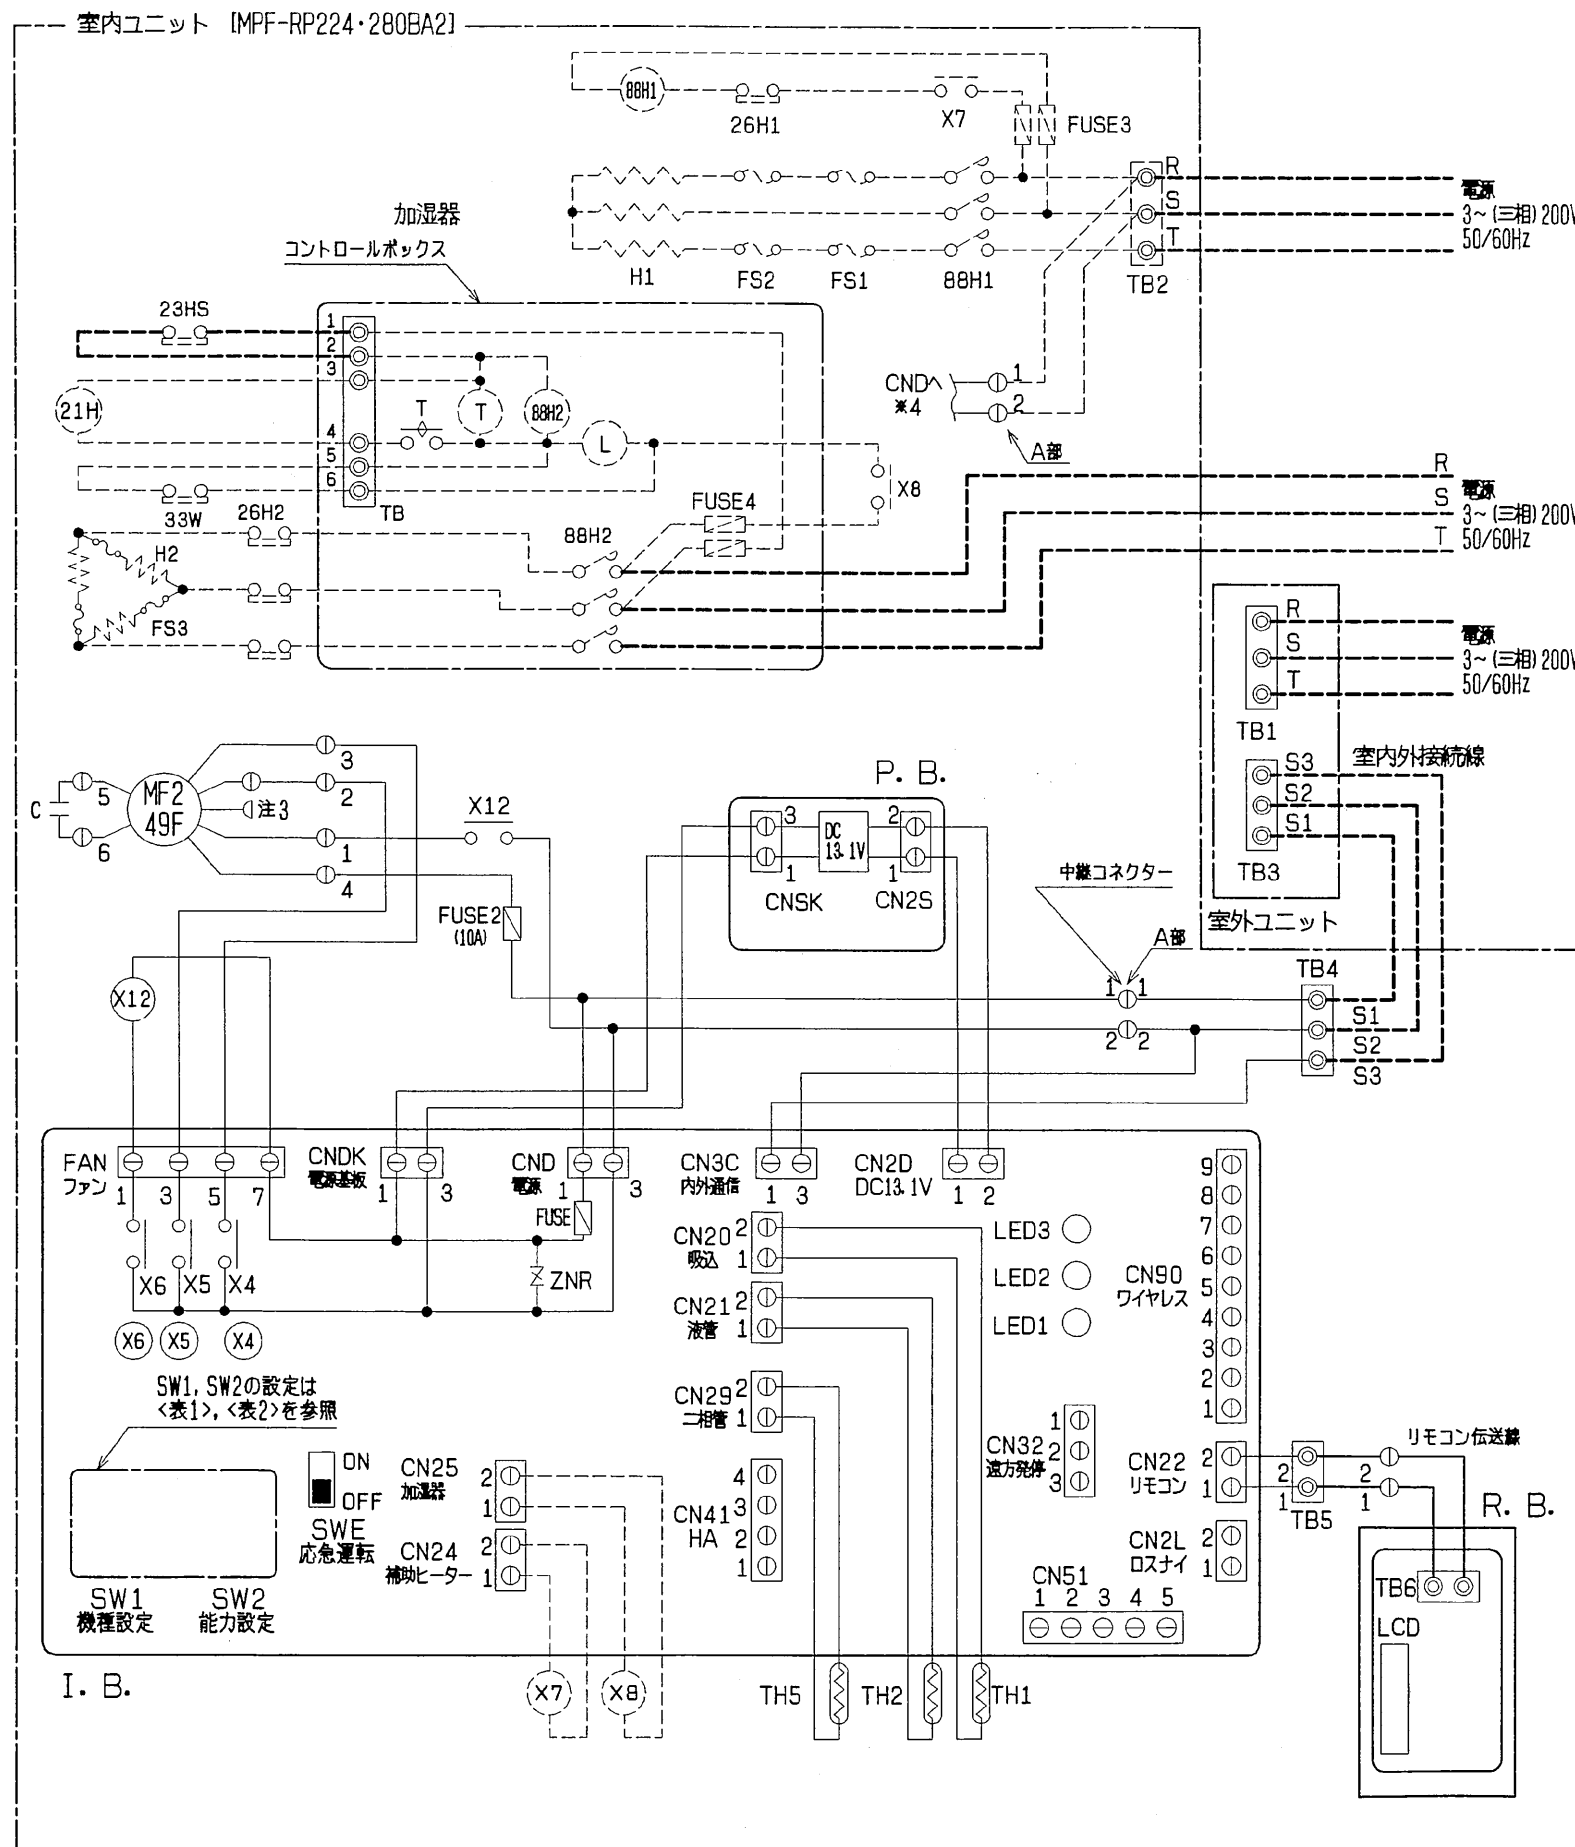 室内ユニット [MPF-RP224・280BA2]
88H1
26H1
X7
FUSE3
R
S
T
電源
3~(三相)200V
50/60Hz
H1
FS2
FS1
88H1
TB2
加湿器
コントロールボックス
23HS
1
2
3
4
5
6
21H
T
T
88H2
L
TB
33W
26H2
H2
FS3
88H2
FUSE4
X8
CNDへ
※4
1
2
A部
R
S
T
電源
3~(三相)200V
50/60Hz
R
S
T
電源
3~(三相)200V
50/60Hz
TB1
S3
S2
S1
TB3
室内外接続線
室外ユニット
C
5
6
MF2
49F
3
2
注3
1
4
X12
FUSE2
(10A)
P. B.
3
1
DC
13.1V
2
1
CNSK
CN2S
中継コネクター
A部
1 1
2 2
TB4
S1
S2
S3
X12
FAN
ファン
1
3
5
7
CNDK
電源基板
1
3
CND
電源
1
3
FUSE
ZNR
CN3C
内外通信
1 3
CN2D
DC13.1V
1 2
X6
X5
X4
X6
X5
X4
CN20
吸込
2
1
CN21
液管
2
1
CN29
二相管
2
1
LED3
LED2
LED1
CN90
ワイヤレス
9
8
7
6
5
4
3
2
1
SW1, SW2の設定は
<表1>, <表2>を参照
SW1
機種設定
SW2
能力設定
ON
OFF
SWE
応急運転
CN25
加湿器
2
1
CN24
補助ヒーター
2
1
CN41
HA
4
3
2
1
CN32
遠方発停
1
2
3
CN22
リモコン
2
1
2
1
TB5
2
1
リモコン伝送線
CN2L
ロスナイ
2
1
CN51
1 2 3 4 5
R. B.
TB6
LCD
I. B.
X7
X8
TH5
TH2
TH1